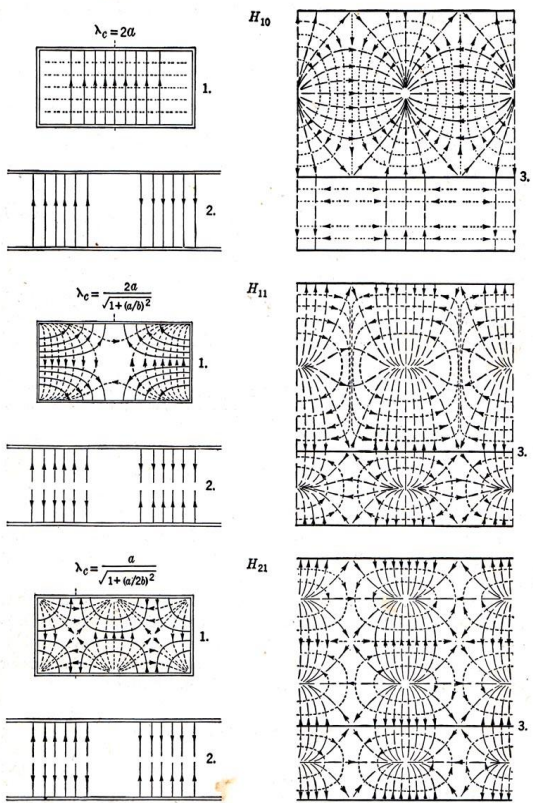 λc = 2a
H10
1.
2.
3.
λc = 2a / √1 + (a/b)²
H11
1.
2.
3.
λc = a / √1 + (a/2b)²
H21
1.
2.
3.